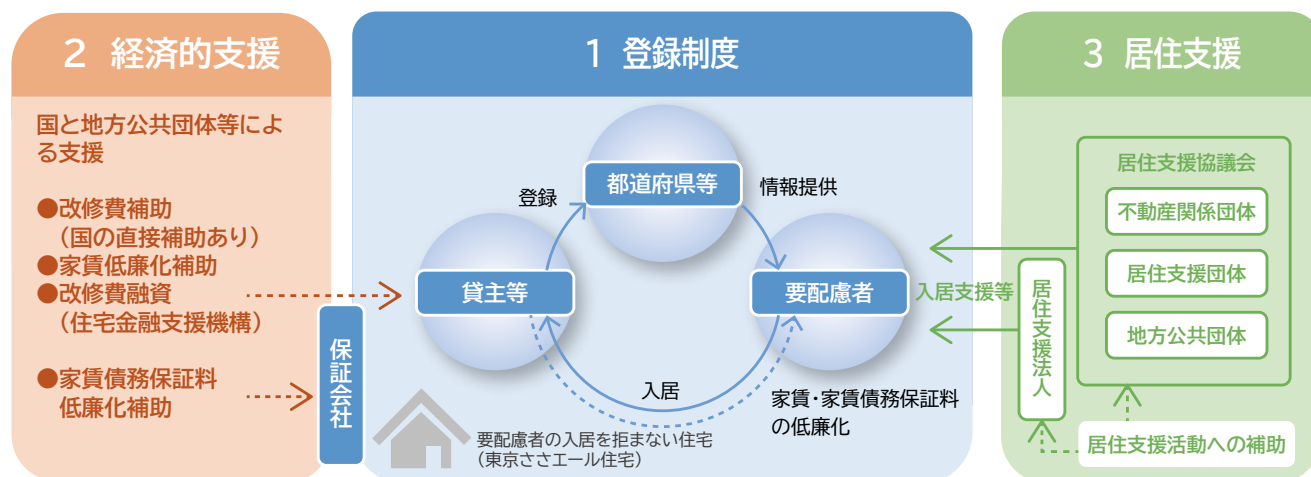 2 経済的支援
国と地方公共団体等によ
る支援
●改修費補助
（国の直接補助あり）
●家賃低廉化補助
●改修費融資
（住宅金融支援機構）
●家賃債務保証料
低廉化補助
保証会社
1 登録制度
都道府県等
登録
情報提供
貸主等
要配慮者
入居
家賃・家賃債務保証料
の低廉化
要配慮者の入居を拒まない住宅
（東京ささエール住宅）
3 居住支援
居住支援協議会
不動産関係団体
居住支援団体
地方公共団体
入居支援等
居住支援法人
居住支援活動への補助